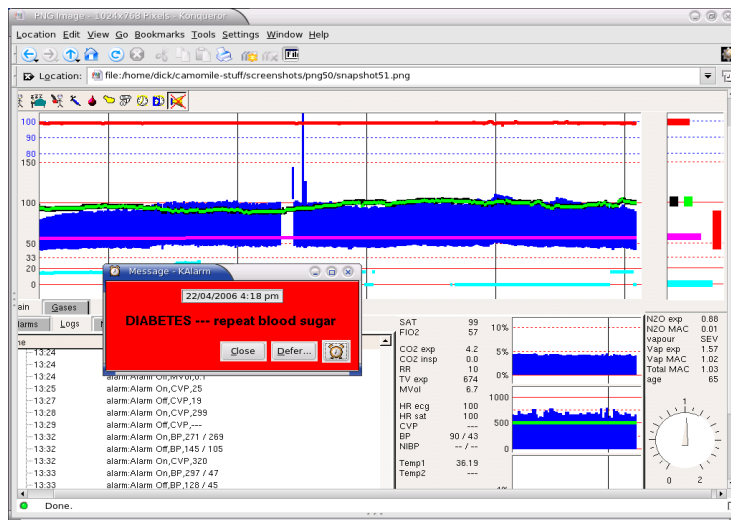 PNG image - 1024x768 Pixels - Konqueror
Location Edit View Go Bookmarks Tools Settings Window Help
Location: file:/home/dick/camomile-stuff/screenshots/png50/snapshot51.png
100
90
80
150
100
50
33
20
0
Message - KAlarm
22/04/2006 4:18 pm
DIABETES --- repeat blood sugar
Close Defer...
ain Gases
larms Logs
13:24
13:24
13:24
13:25 alarm:Alarm On,CVP,25
13:27 alarm:Alarm Off,CVP,19
13:28 alarm:Alarm On,CVP,299
13:29 alarm:Alarm Off,CVP,---
13:32 alarm:Alarm On,BP,271 / 269
13:32 alarm:Alarm Off,BP,145 / 105
13:32 alarm:Alarm On,CVP,320
13:33 alarm:Alarm On,BP,297 / 47
13:33 alarm:Alarm Off,BP,128 / 45
SAT 99
FIO2 57
CO2 exp 4.2
CO2 insp 0.0
RR 10
TV exp 674
MVol 6.7
HR ecg 100
HR sat 100
CVP ---
BP 90 / 43
NIBP -- / --
Temp1 36.19
Temp2 ---
10%
5%
0%
1000
500
0
N2O exp 0.88
N2O MAC 0.01
vapour SEV
Vap exp 1.57
Vap MAC 1.02
Total MAC 1.03
age 65
1
0 2
Done.